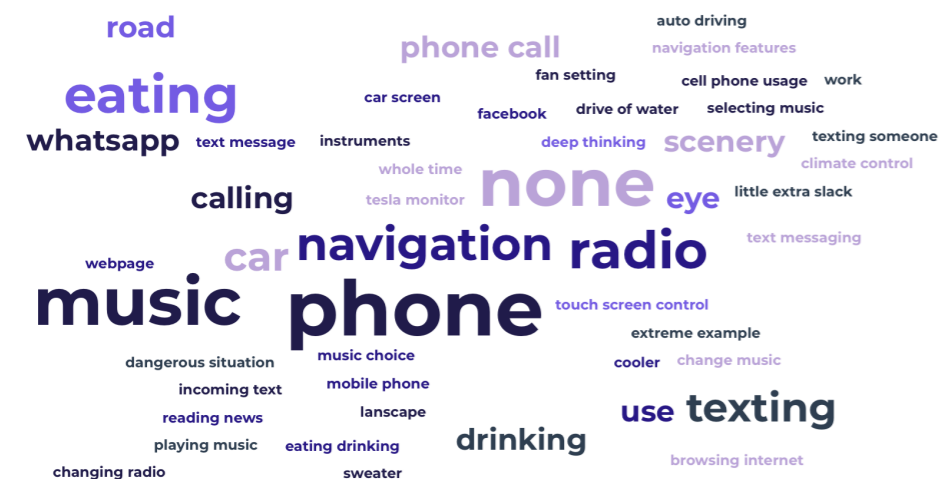 auto driving
road
phone call
navigation features
fan setting
cell phone usage
work
eating
car screen
facebook
drive of water
selecting music
whatsapp
text message
instruments
deep thinking
scenery
texting someone
whole time
climate control
none
calling
tesla monitor
eye
little extra slack
navigation
radio
text messaging
car
webpage
music
phone
touch screen control
extreme example
dangerous situation
music choice
cooler
change music
incoming text
mobile phone
reading news
lanscape
use
texting
playing music
eating drinking
drinking
browsing internet
changing radio
sweater